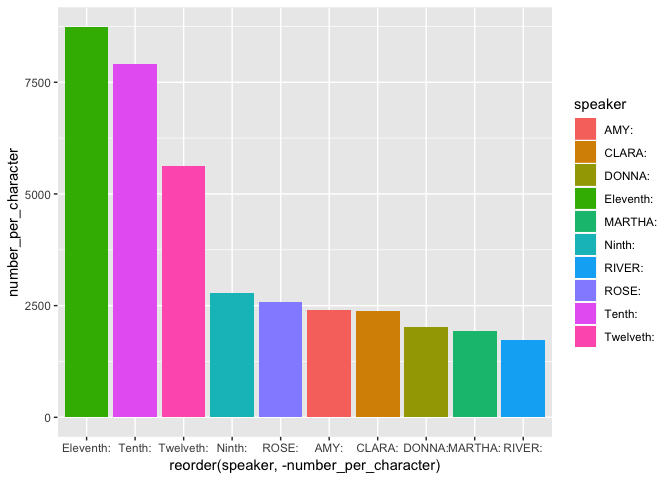 number_per_character
7500
5000
2500
0
Eleventh: Tenth: Twelveth: Ninth: ROSE: AMY: CLARA: DONNA: MARTHA: RIVER:
reorder(speaker, -number_per_character)
speaker
AMY:
CLARA:
DONNA:
Eleventh:
MARTHA:
Ninth:
RIVER:
ROSE:
Tenth:
Twelveth: